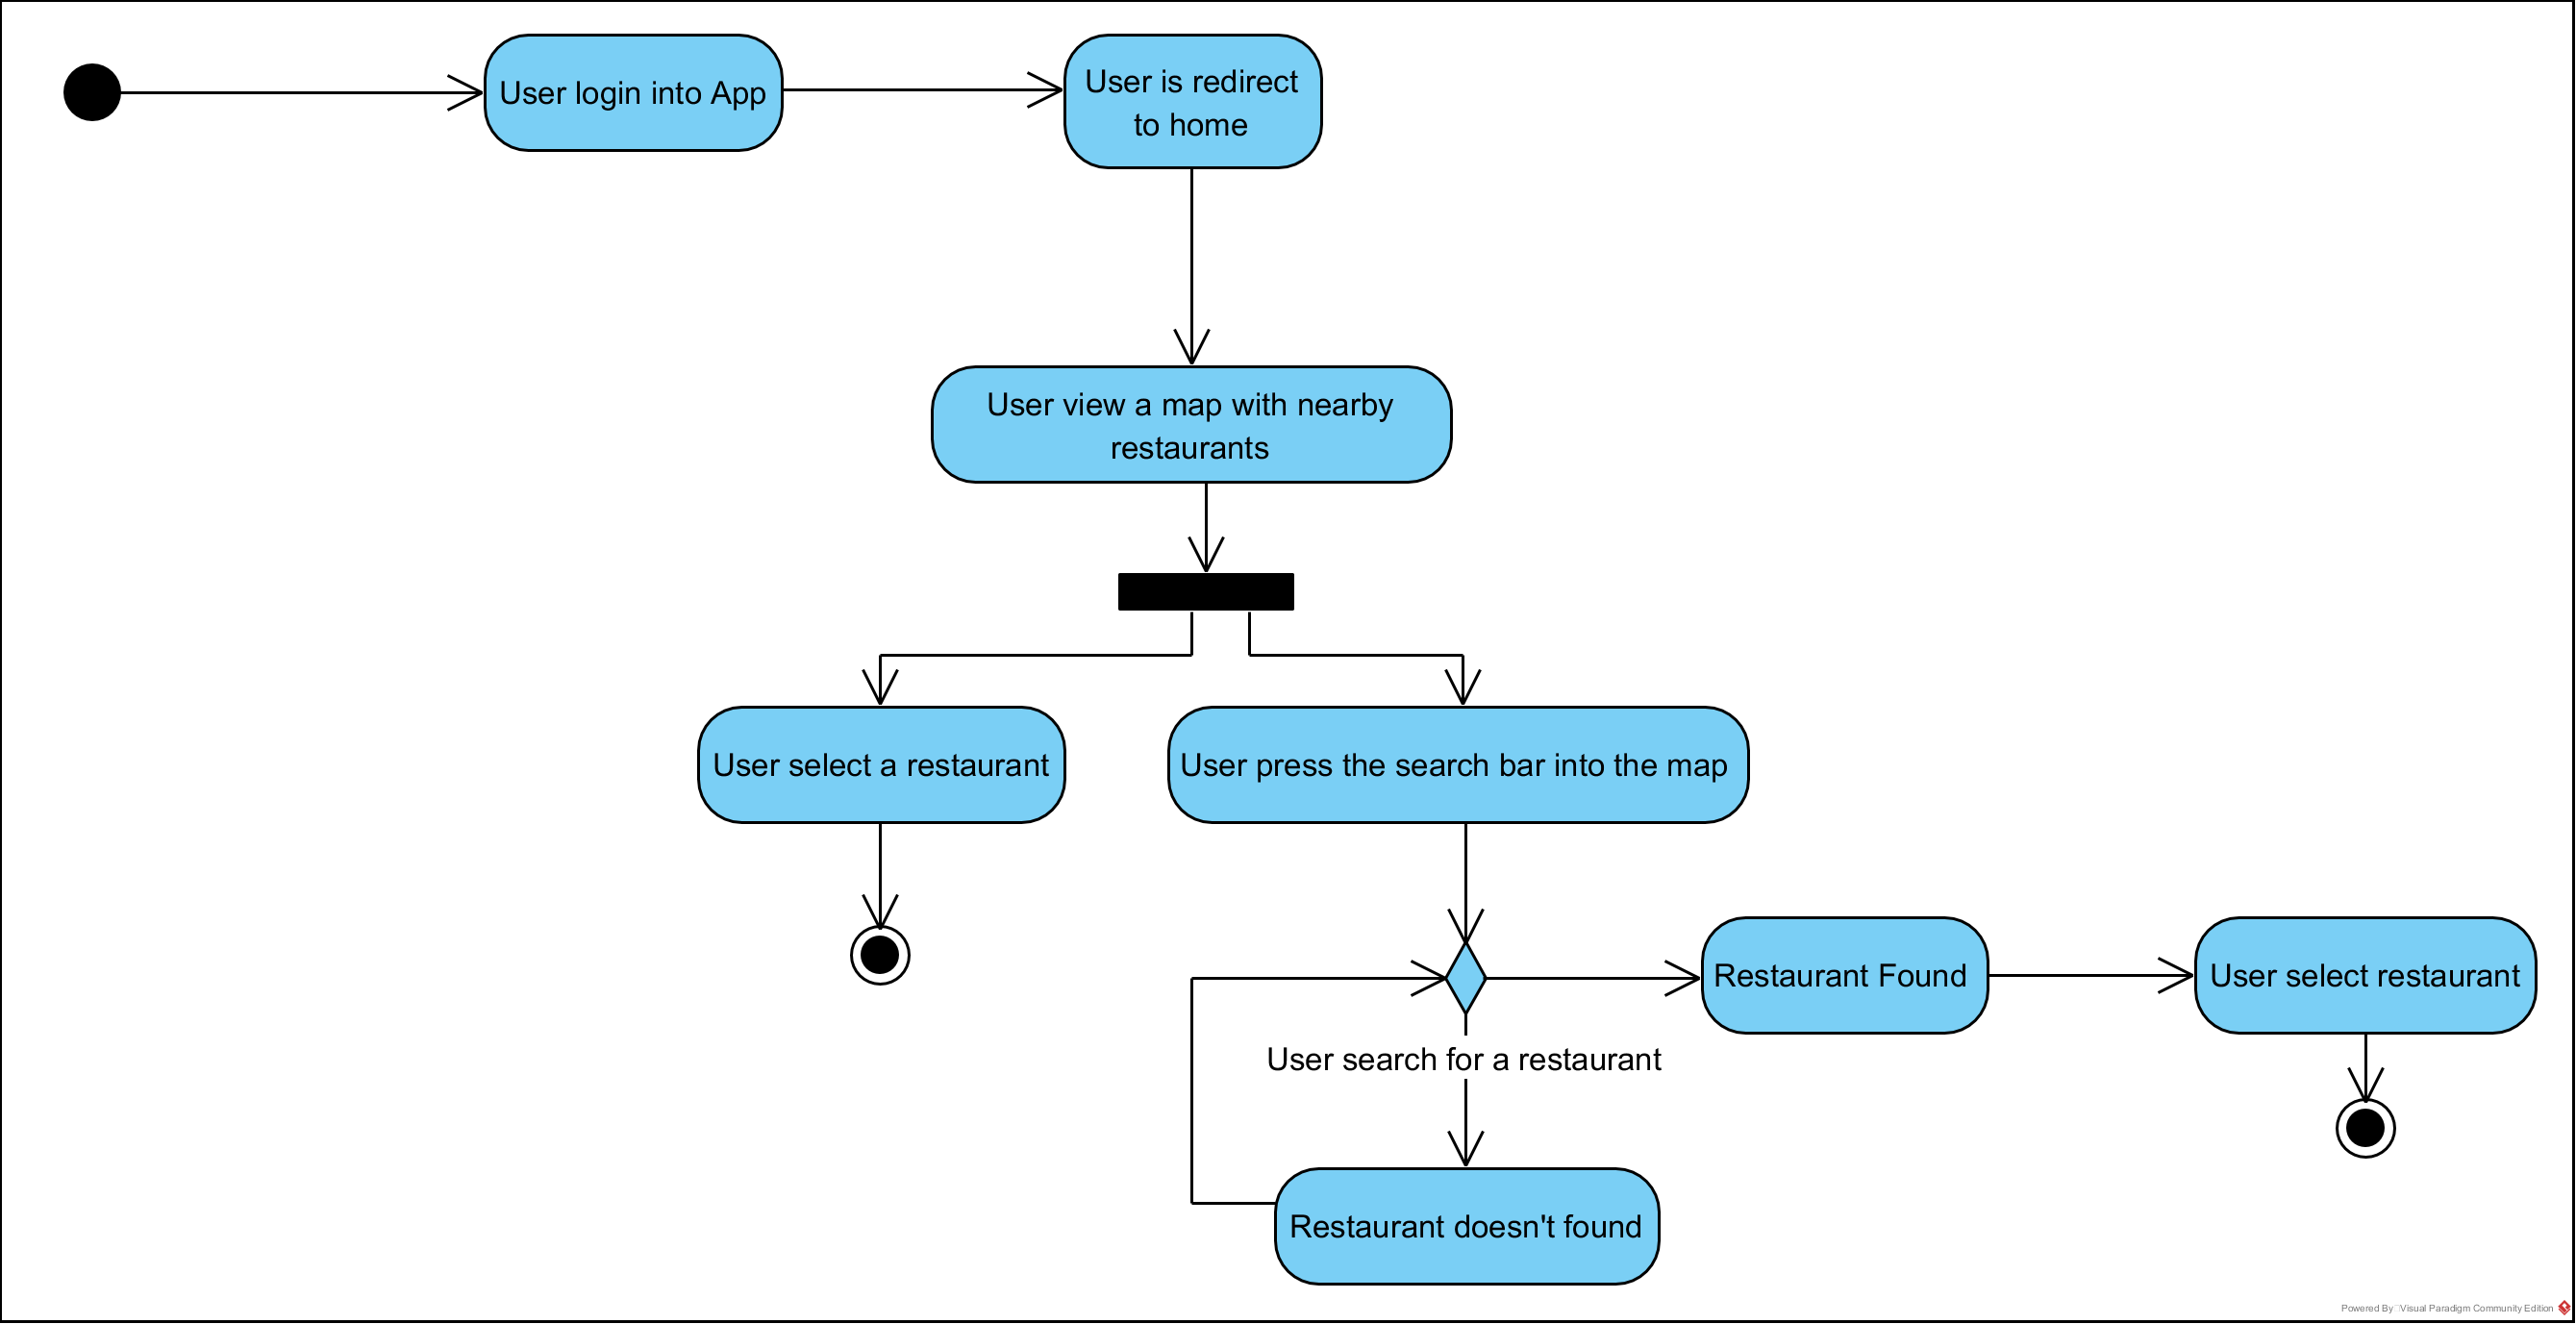 User login into App
User is redirect
to home
User view a map with nearby
restaurants
User select a restaurant
User press the search bar into the map
Restaurant Found
User select restaurant
User search for a restaurant
Restaurant doesn't found
Powered By Visual Paradigm Community Edition